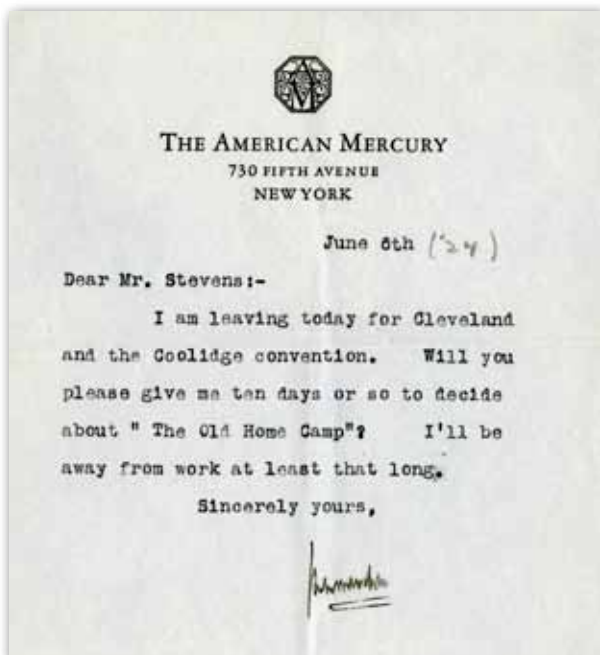 THE AMERICAN MERCURY
730 FIFTH AVENUE
NEW YORK
June 8th ('24)
Dear Mr. Stevens:-
I am leaving today for Cleveland
and the Coolidge convention. Will you
please give me ten days or so to decide
about " The Old Home Camp"? I'll be
away from work at least that long.
Sincerely yours,